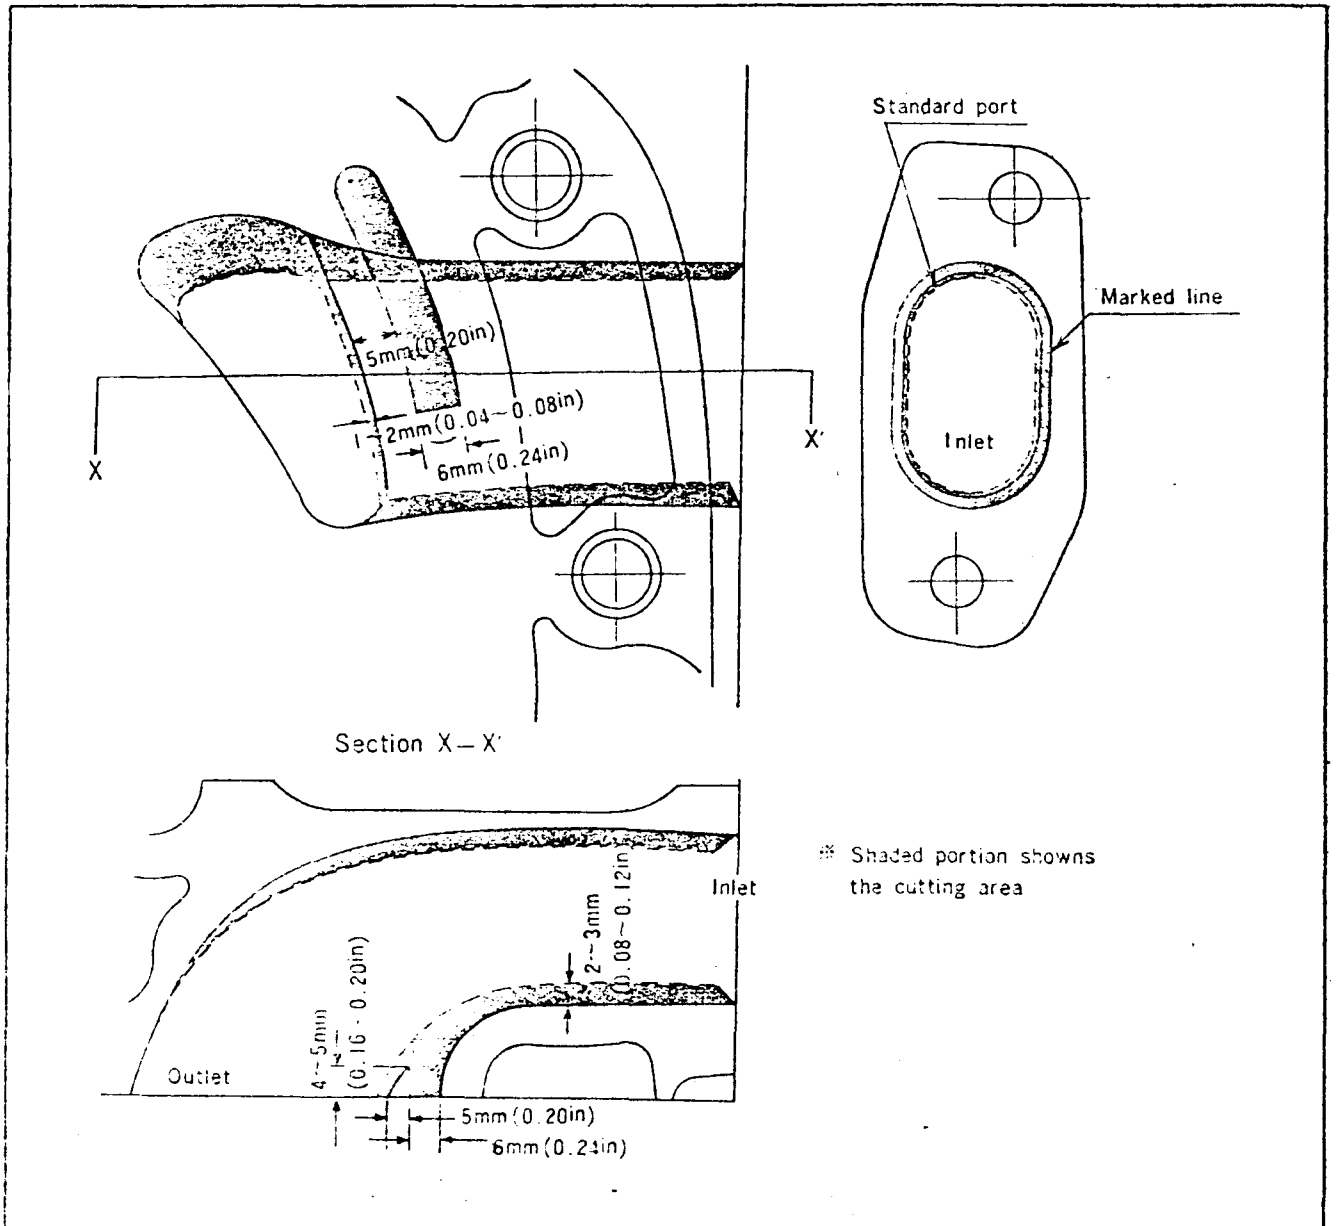 Standard port
Marked line
5mm(0.20in)
~2mm(0.04~0.08in)
6mm(0.24in)
X
X'
Inlet
Section X–X'
※ Shaded portion showns
the cutting area
Inlet
2~3mm
(0.08~0.12in
4~5mm
(0.16-0.20in)
Outlet
5mm(0.20in)
6mm(0.24in)